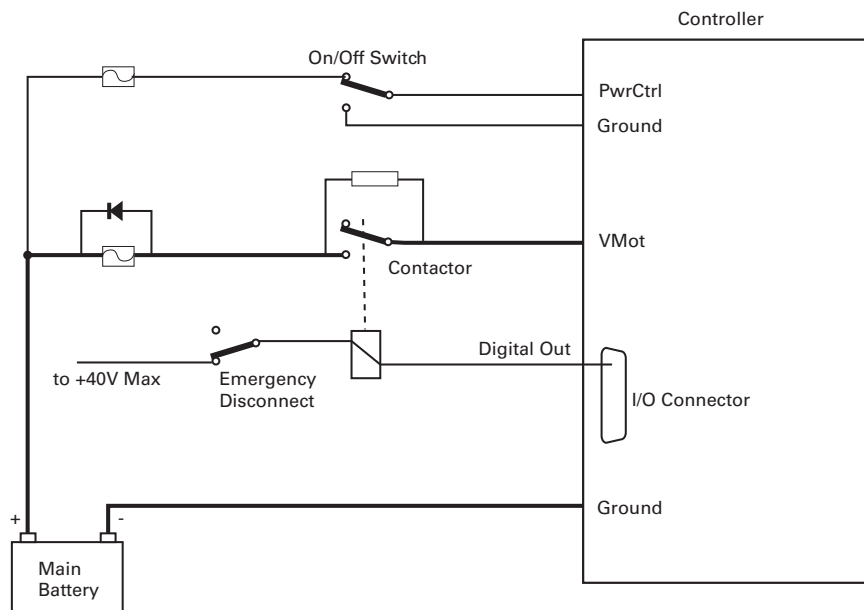 Controller
On/Off Switch
PwrCtrl
Ground
VMot
Contactor
Digital Out
to +40V Max
Emergency
Disconnect
I/O Connector
Ground
+ -
Main
Battery